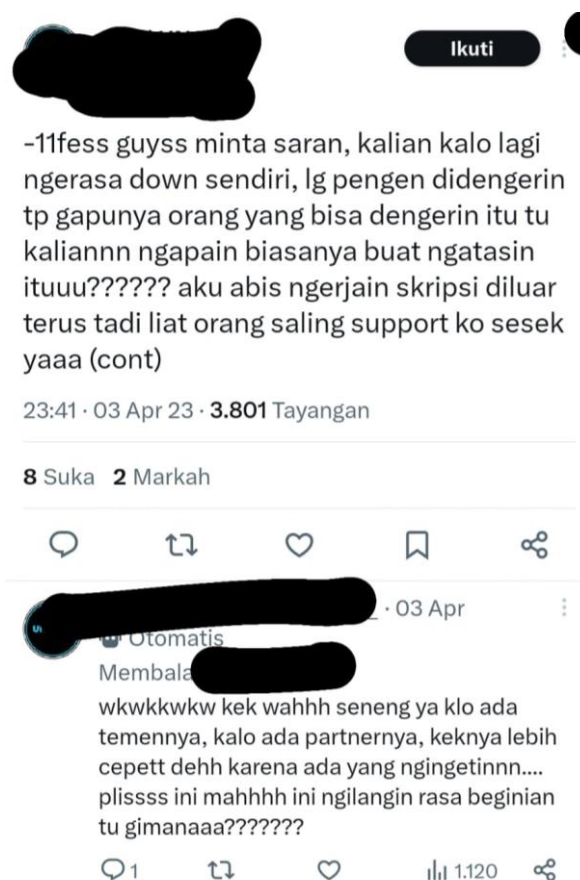 Ikuti
-11fess guyss minta saran, kalian kalo lagi
ngerasa down sendiri, lg pengen didengerin
tp gapunya orang yang bisa dengerin itu tu
kaliannn ngapain biasanya buat ngatasin
ituuu?????? aku abis ngerjain skripsi diluar
terus tadi liat orang saling support ko sesek
yaaa (cont)
23:41 · 03 Apr 23 · 3.801 Tayangan
8 Suka 2 Markah
· 03 Apr
Otomatis
Membala
wkwkkwkw kek wahhh seneng ya klo ada
temennya, kalo ada partnernya, keknya lebih
cepett dehh karena ada yang ngingetinnn....
plissss ini mahhhh ini ngilangin rasa beginian
tu gimanaaa???????
1 1.120